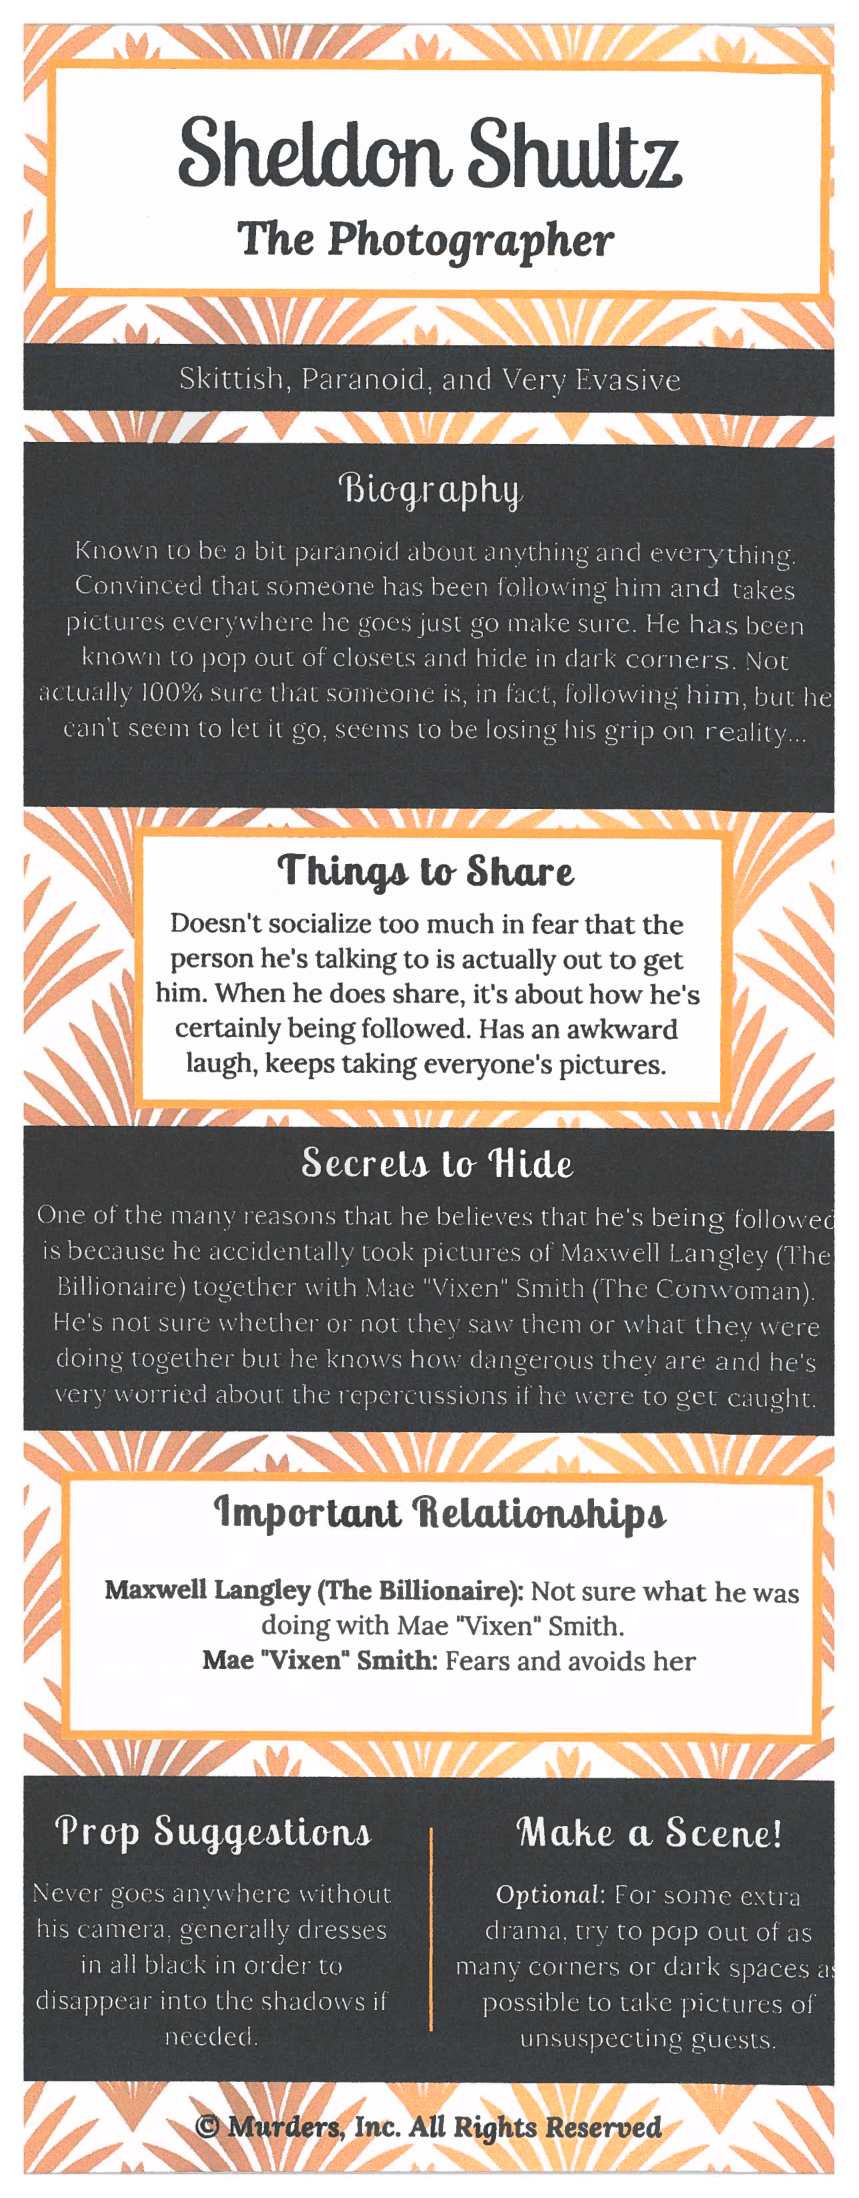 Sheldon Shultz
The Photographer
Skittish, Paranoid, and Very Evasive
Biography
Known to be a bit paranoid about anything and everything.
Convinced that someone has been following him and takes
pictures everywhere he goes just go make sure. He has been
known to pop out of closets and hide in dark corners. Not
actually 100% sure that someone is, in fact, following him, but he
can't seem to let it go, seems to be losing his grip on reality...
Things to Share
Doesn't socialize too much in fear that the
person he's talking to is actually out to get
him. When he does share, it's about how he's
certainly being followed. Has an awkward
laugh, keeps taking everyone's pictures.
Secrets to Hide
One of the many reasons that he believes that he's being followed
is because he accidentally took pictures of Maxwell Langley (The
Billionaire) together with Mae "Vixen" Smith (The Conwoman).
He's not sure whether or not they saw them or what they were
doing together but he knows how dangerous they are and he's
very worried about the repercussions if he were to get caught.
Important Relationships
Maxwell Langley (The Billionaire): Not sure what he was
doing with Mae "Vixen" Smith.
Mae "Vixen" Smith: Fears and avoids her
Prop Suggestions
Never goes anywhere without
his camera, generally dresses
in all black in order to
disappear into the shadows if
needed.
Make a Scene!
Optional: For some extra
drama, try to pop out of as
many corners or dark spaces as
possible to take pictures of
unsuspecting guests.
© Murders, Inc. All Rights Reserved